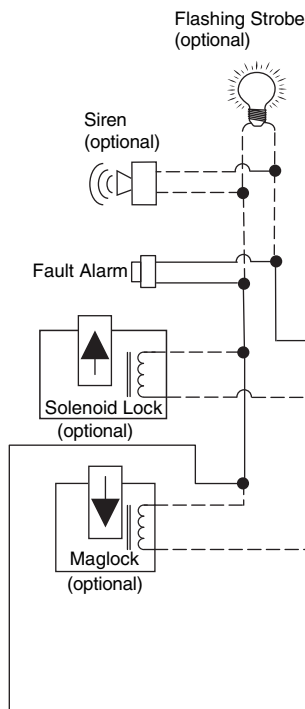 Flashing Strobe
(optional)
Siren
(optional)
Fault Alarm
Solenoid Lock
(optional)
Maglock
(optional)